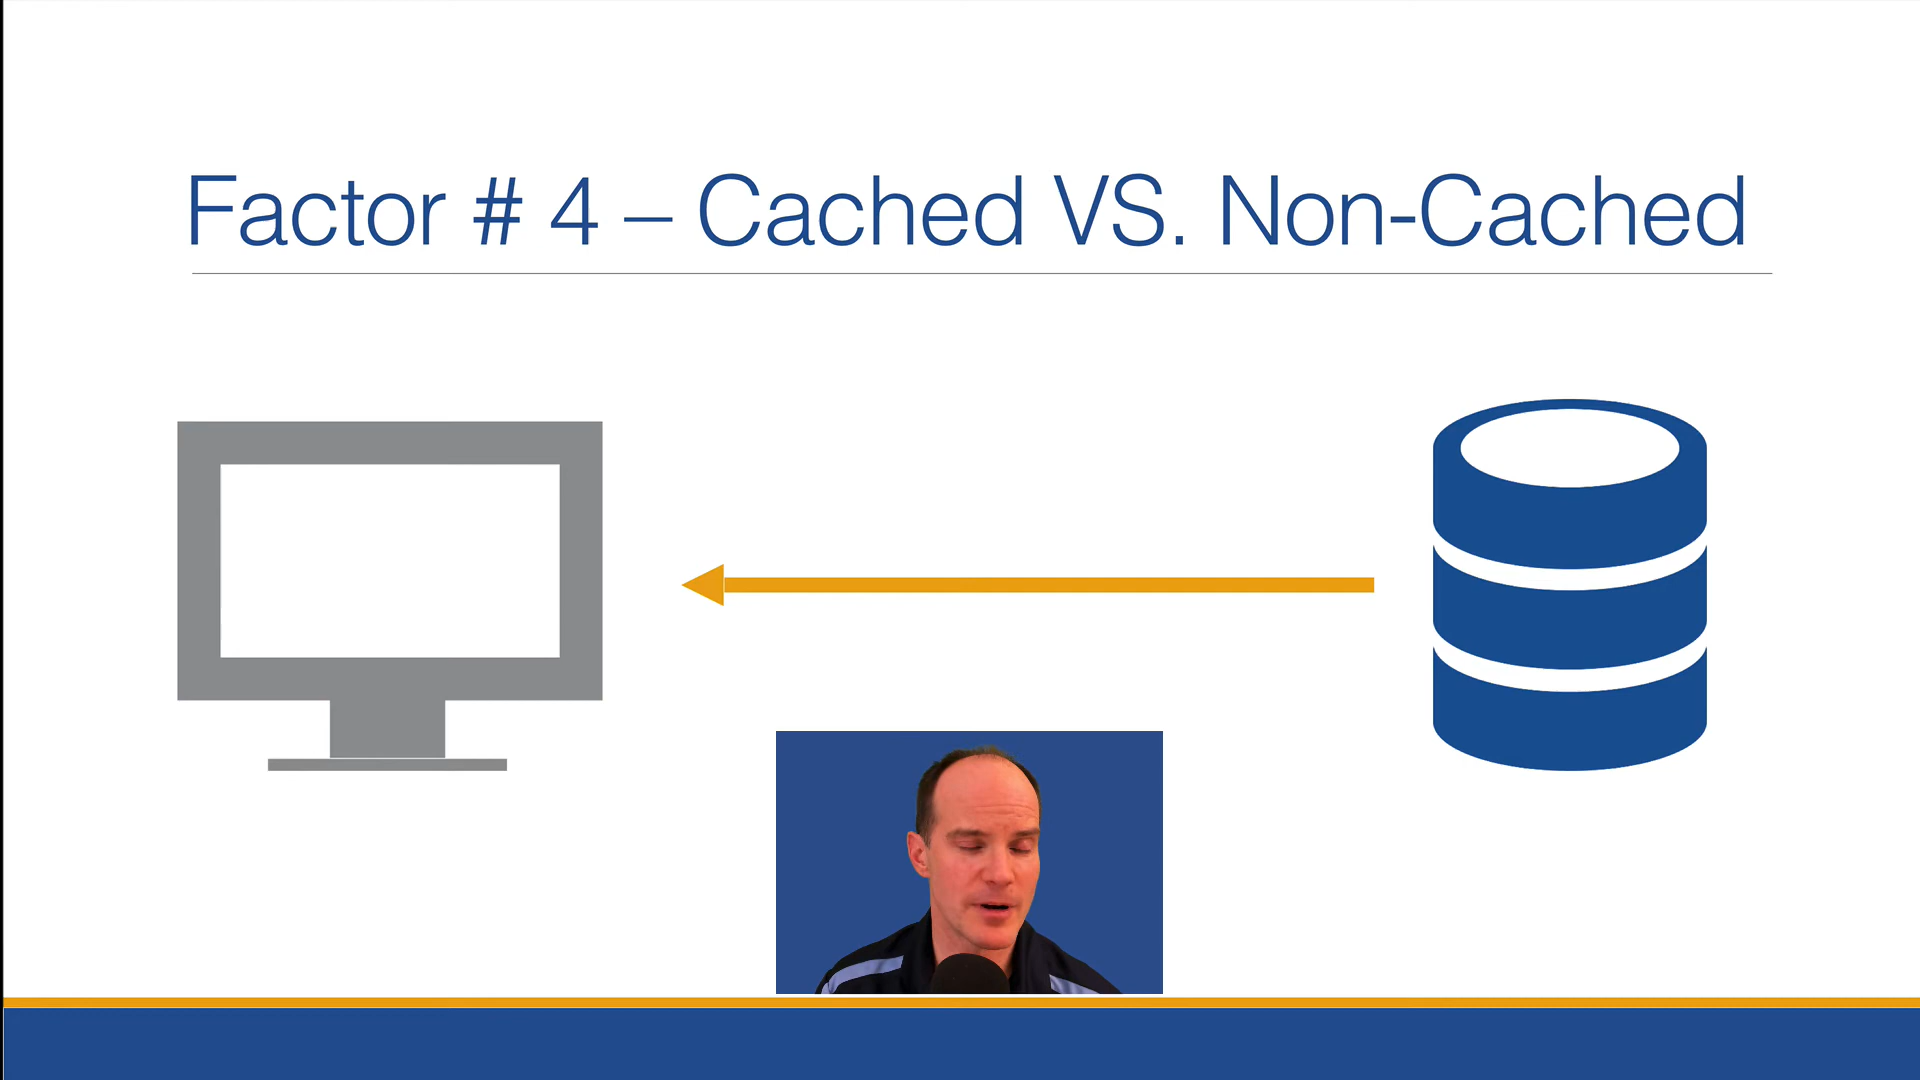 Factor # 4 – Cached VS. Non-Cached